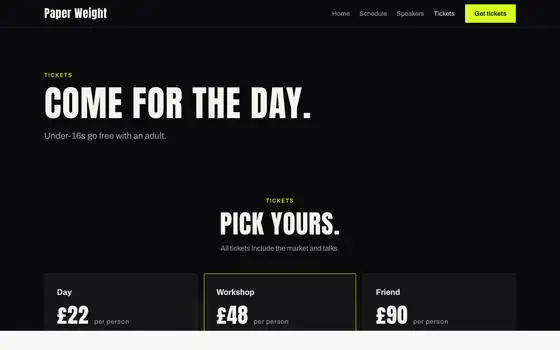 Paper Weight
Home Schedule Speakers Tickets Get tickets
TICKETS
COME FOR THE DAY.
Under-16s go free with an adult.
TICKETS
PICK YOURS.
All tickets include the market and talks.
Day Workshop Friend
£22 per person £48 per person £90 per person